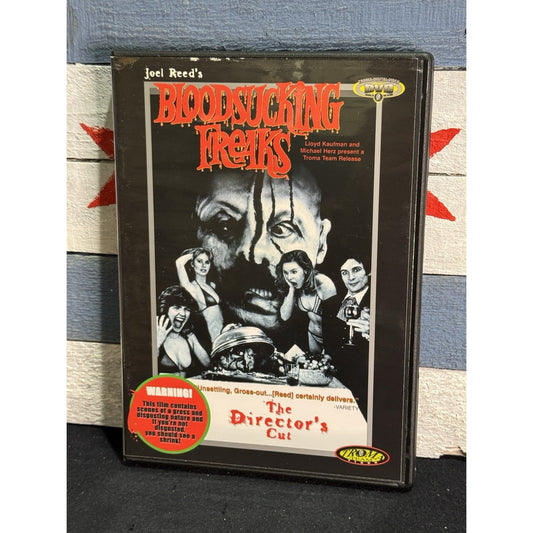 Joel Reed's
BLOODSUCKING
FREAKS
Lloyd Kaufman and
Michael Herz present a
Troma Team Release
DVD
Unsettling, Gross-out...[Reed] certainly delivers.
-VARIETY
The
Director's
Cut
WARNING!
This film contains
scenes of a gross and
disgusting nature and
if you're not
disgusted,
you should see a
shrink!
TROMA